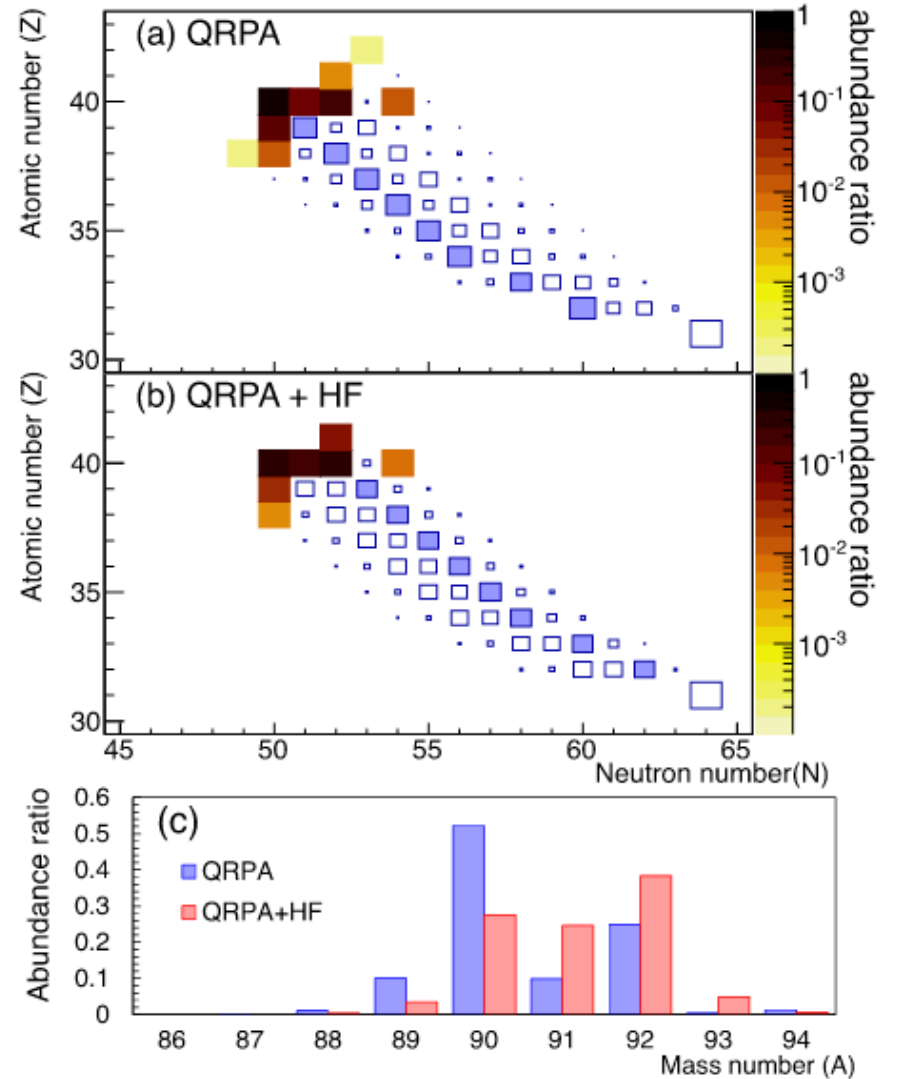 (a) QRPA
Atomic number (Z)
40
35
30
1
10-1
10-2
10-3
abundance ratio
(b) QRPA + HF
Atomic number (Z)
40
35
30
1
10-1
10-2
10-3
abundance ratio
45 50 55 60 65
Neutron number(N)
(c)
Abundance ratio
0.6
0.5
0.4
0.3
0.2
0.1
0
QRPA
QRPA+HF
86 87 88 89 90 91 92 93 94
Mass number (A)